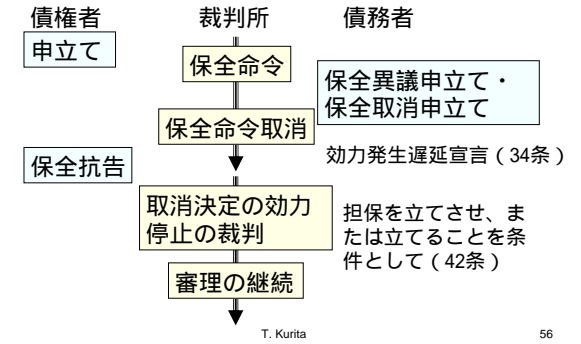 債権者
裁判所
債務者
申立て
保全命令
保全異議申立て・
保全取消申立て
保全命令取消
効力発生遅延宣言(34条)
保全抗告
取消決定の効力
停止の裁判
担保を立てさせ、ま
たは立てることを条
件として(42条)
審理の継続
T. Kurita
56